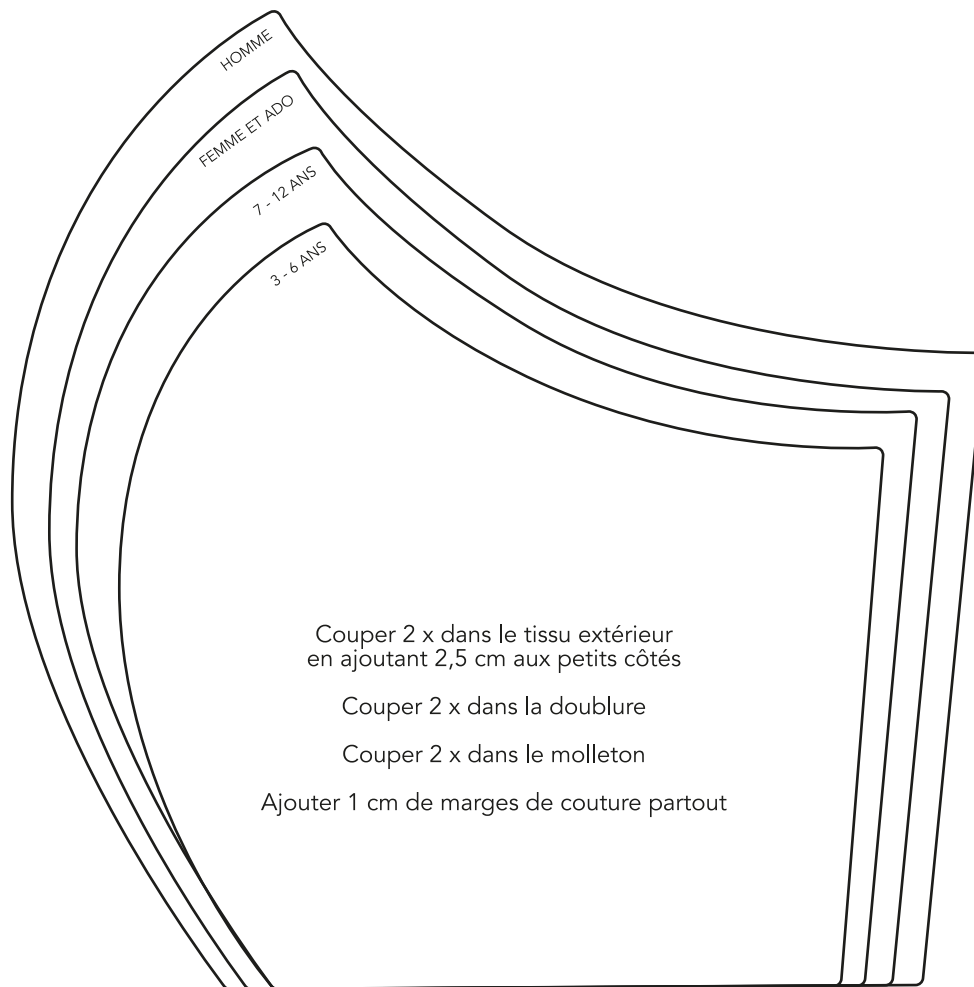 HOMME
FEMME ET ADO
7 - 12 ANS
3 - 6 ANS
Couper 2 x dans le tissu extérieur
en ajoutant 2,5 cm aux petits côtés
Couper 2 x dans la doublure
Couper 2 x dans le molleton
Ajouter 1 cm de marges de couture partout